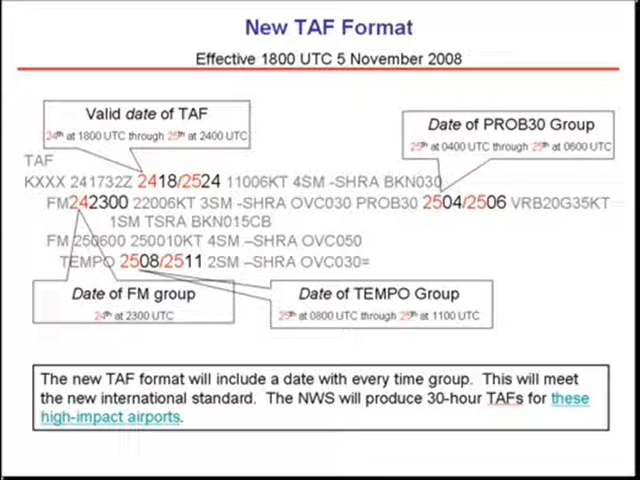 New TAF Format
Effective 1800 UTC 5 November 2008
Valid date of TAF
24th at 1800 UTC through 25th at 2400 UTC
Date of PROB30 Group
25th at 0400 UTC through 25th at 0600 UTC
TAF
KXXX 241732Z 2418/2524 11006KT 4SM -SHRA BKN030
FM242300 22006KT 3SM -SHRA OVC030 PROB30 2504/2506 VRB20G35KT
1SM TSRA BKN015CB
FM 250600 250010KT 4SM –SHRA OVC050
TEMPO 2508/2511 2SM –SHRA OVC030=
Date of FM group
24th at 2300 UTC
Date of TEMPO Group
25th at 0800 UTC through 25th at 1100 UTC
The new TAF format will include a date with every time group. This will meet
the new international standard. The NWS will produce 30-hour TAFs for these
high-impact airports.